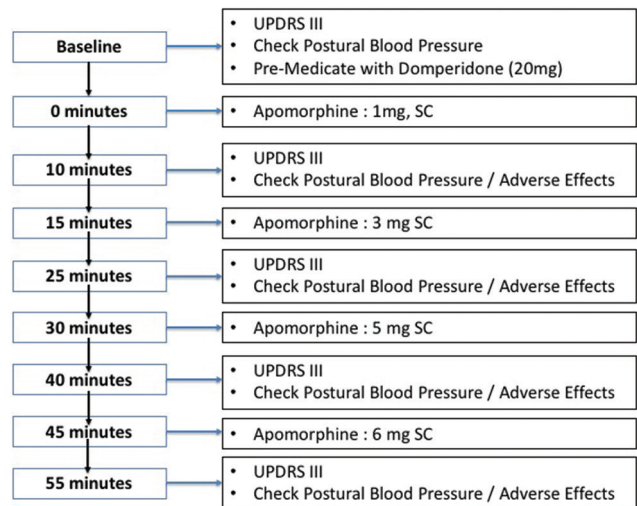 Baseline
• UPDRS III
• Check Postural Blood Pressure
• Pre-Medicate with Domperidone (20mg)
0 minutes
• Apomorphine : 1mg, SC
10 minutes
• UPDRS III
• Check Postural Blood Pressure / Adverse Effects
15 minutes
• Apomorphine : 3 mg SC
25 minutes
• UPDRS III
• Check Postural Blood Pressure / Adverse Effects
30 minutes
• Apomorphine : 5 mg SC
40 minutes
• UPDRS III
• Check Postural Blood Pressure / Adverse Effects
45 minutes
• Apomorphine : 6 mg SC
55 minutes
• UPDRS III
• Check Postural Blood Pressure / Adverse Effects